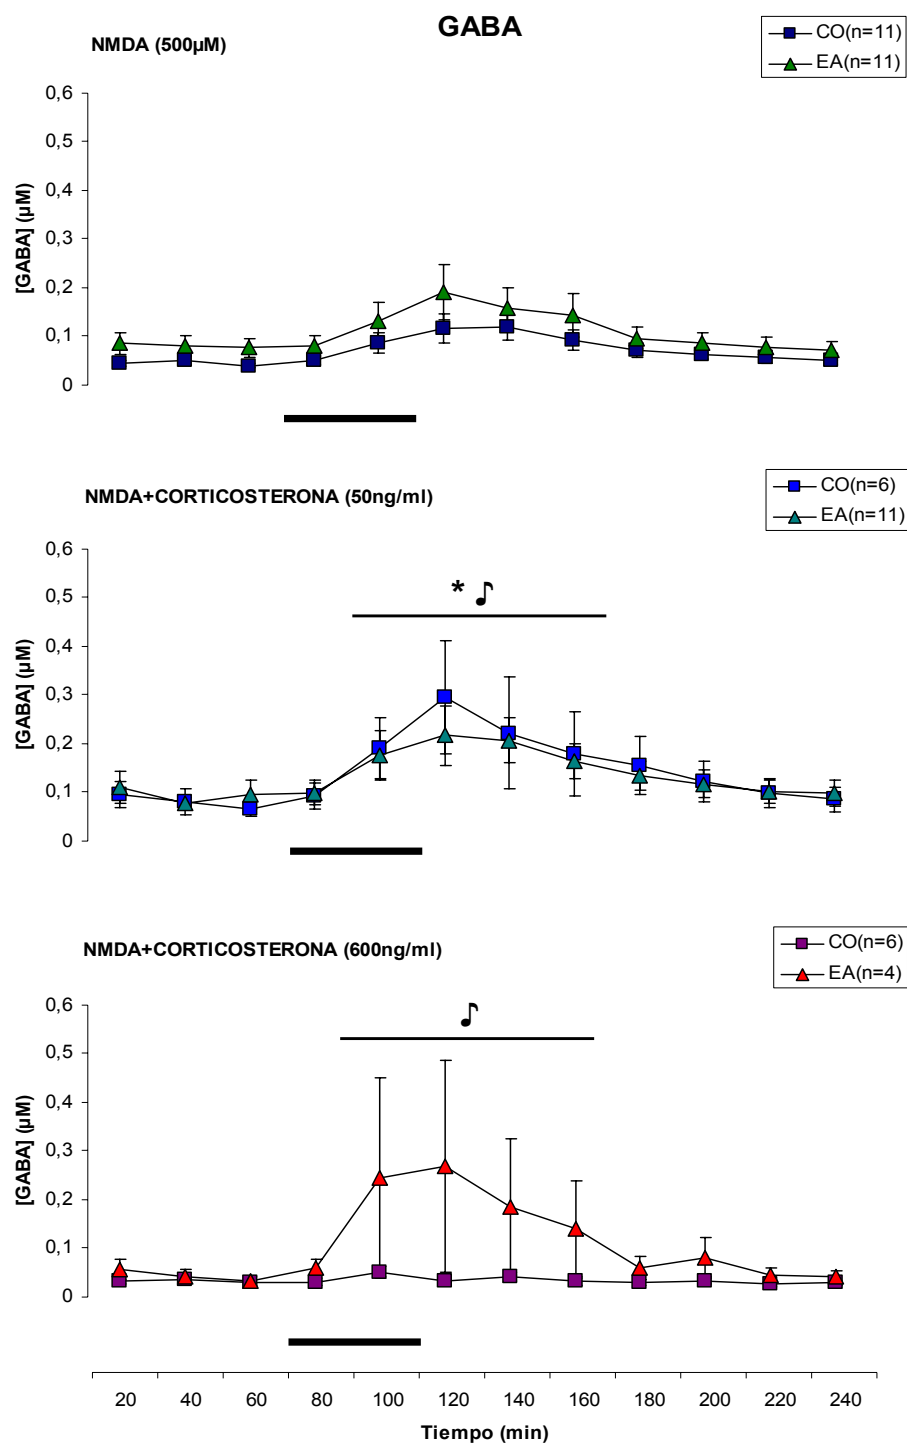 GABA
NMDA (500µM)
CO(n=11)
EA(n=11)
0,6
0,5
0,4
0,3
0,2
0,1
0
[GABA] (µM)
NMDA+CORTICOSTERONA (50ng/ml)
CO(n=6)
EA(n=11)
0,6
0,5
0,4
0,3
0,2
0,1
0
[GABA] (µM)
* ♪
NMDA+CORTICOSTERONA (600ng/ml)
CO(n=6)
EA(n=4)
0,6
0,5
0,4
0,3
0,2
0,1
0
[GABA] (µM)
♪
20 40 60 80 100 120 140 160 180 200 220 240
Tiempo (min)